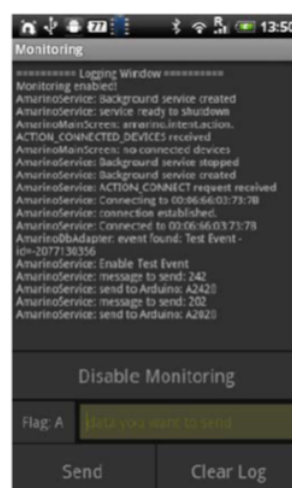 77
R
13:50
Monitoring
========== Logging Window ==========
Monitoring enabled!
AmarinoService: Background service created
AmarinoService: service ready to shutdown
AmarinoMainScreen: amarino.intent.action.
ACTION_CONNECTED_DEVICES received
AmarinoMainScreen: no connected devices
AmarinoService: Background service stopped
AmarinoService: Background service created
AmarinoService: ACTION_CONNECT request received
AmarinoService: Connecting to 00:06:66:03:73:7B
AmarinoService: connection established.
AmarinoService: Connected to 00:06:66:03:73:7B
AmarinoDbAdapter: event found: Test Event -
id=-2077130356
AmarinoService: Enable Test Event
AmarinoService: message to send: 242
AmarinoService: send to Arduino: A242
AmarinoService: message to send: 202
AmarinoService: send to Arduino: A202
Disable Monitoring
Flag: A
data you want to send
Send
Clear Log